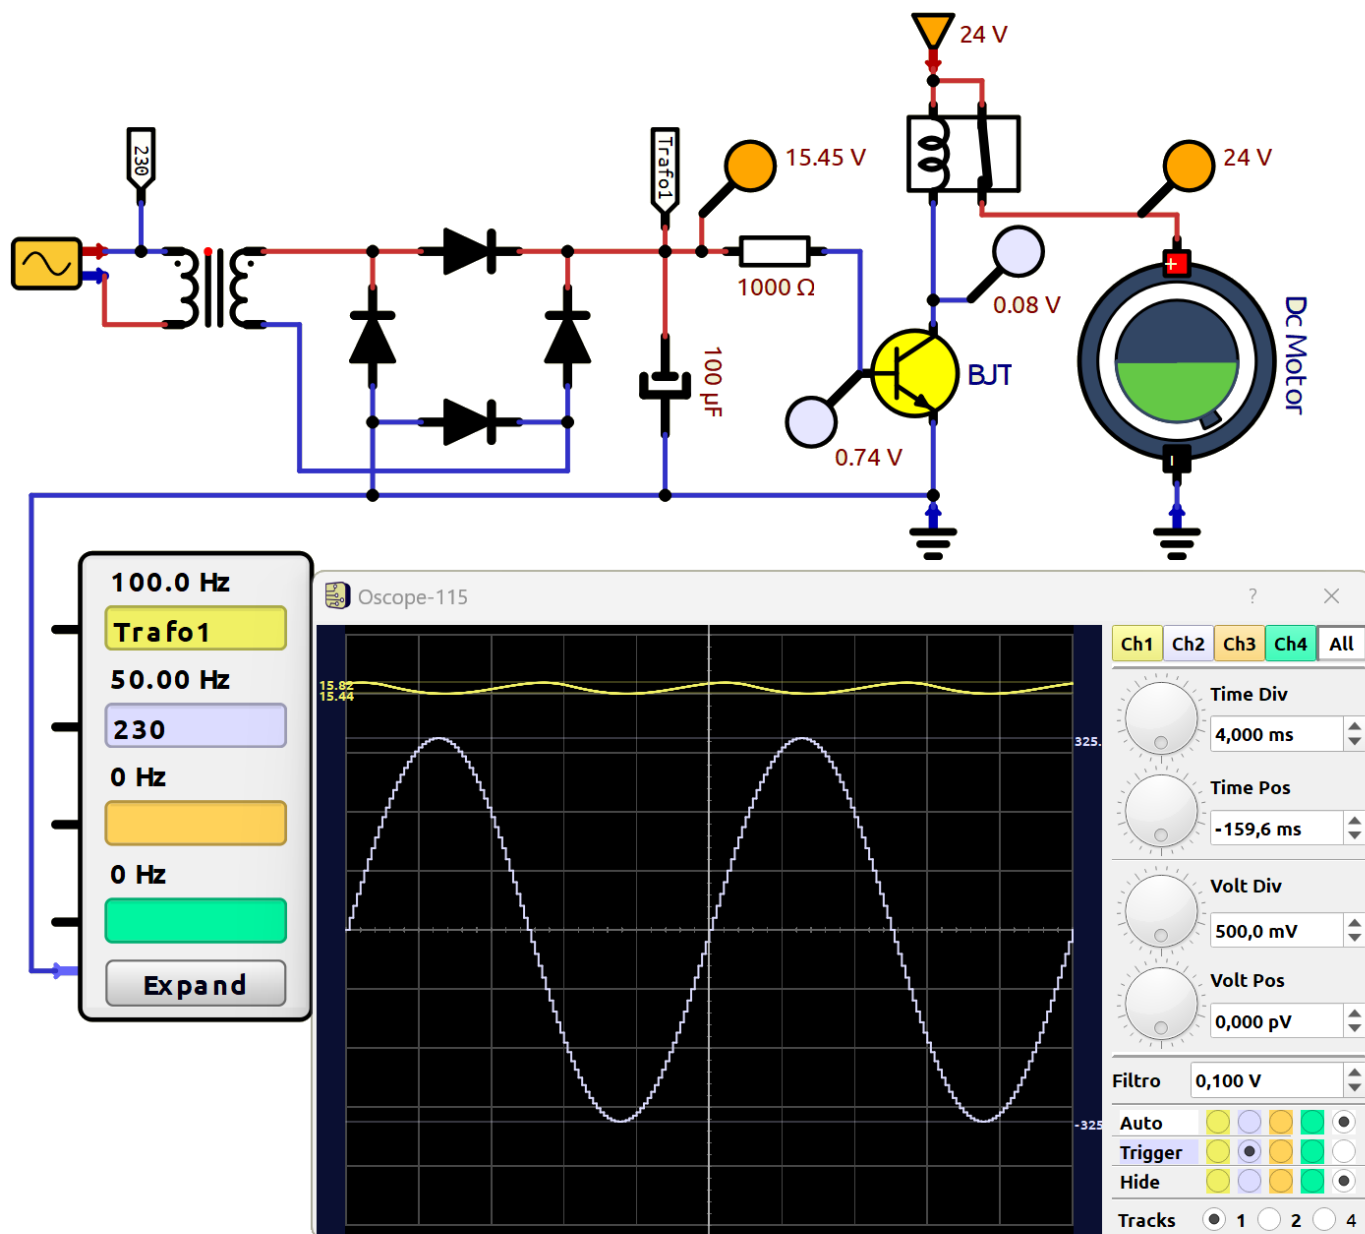 24 V
230
Trafo1
15.45 V
24 V
1000 Ω
0.08 V
100 µF
BJT
Dc Motor
0.74 V
100.0 Hz
Trafo1
50.00 Hz
230
0 Hz
0 Hz
Expand
Oscope-115
?
15.82
15.44
325.
-325
Ch1 Ch2 Ch3 Ch4 All
Time Div
4,000 ms
Time Pos
-159,6 ms
Volt Div
500,0 mV
Volt Pos
0,000 pV
Filtro 0,100 V
Auto
Trigger
Hide
Tracks 1 2 4